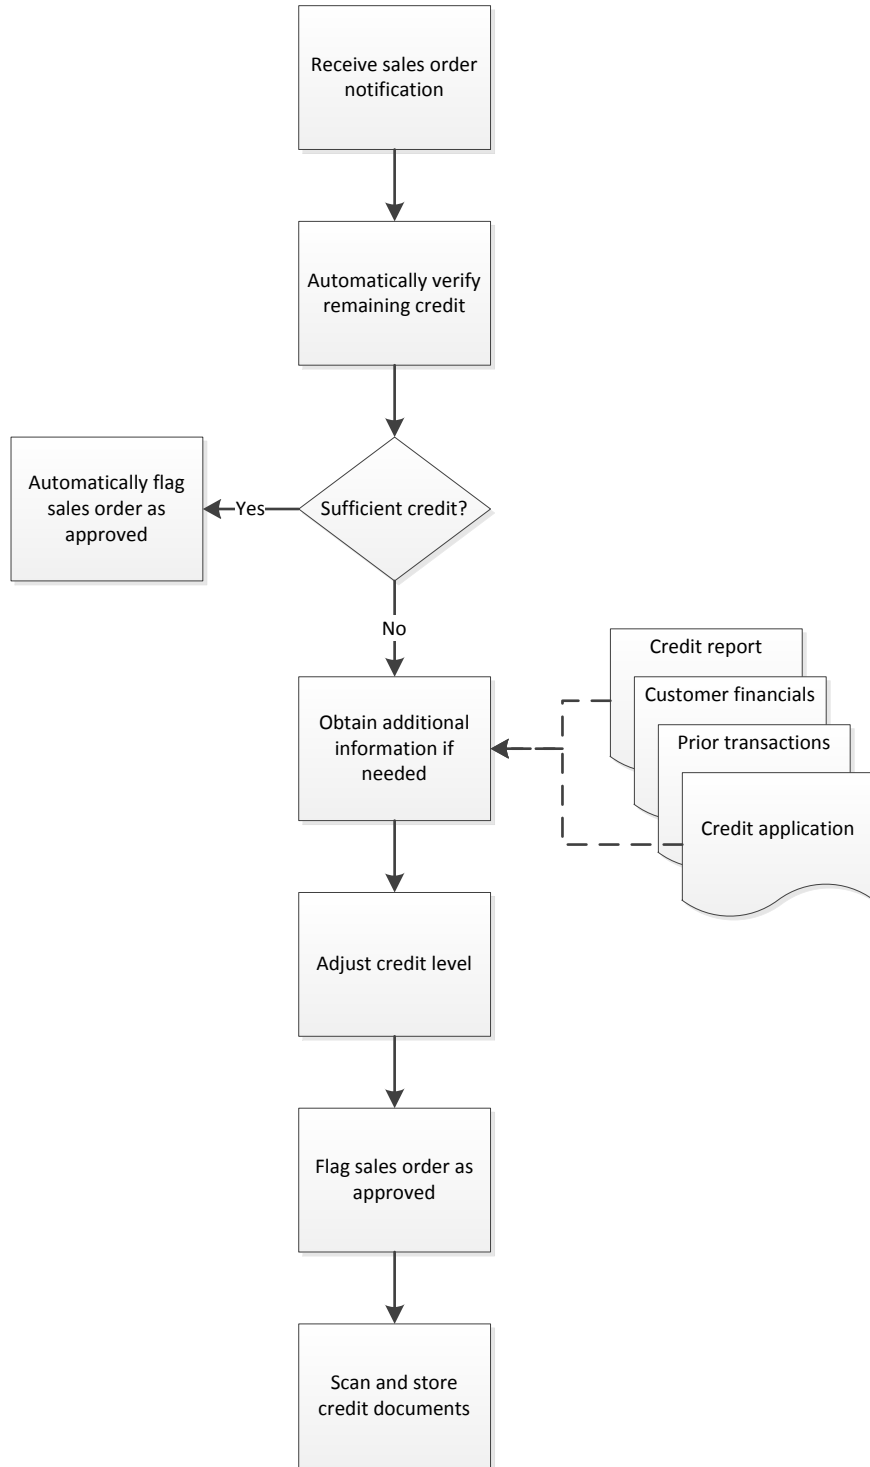 Receive sales order
notification
Automatically verify
remaining credit
Automatically flag
sales order as
approved
Yes
Sufficient credit?
No
Credit report
Customer financials
Prior transactions
Credit application
Obtain additional
information if
needed
Adjust credit level
Flag sales order as
approved
Scan and store
credit documents